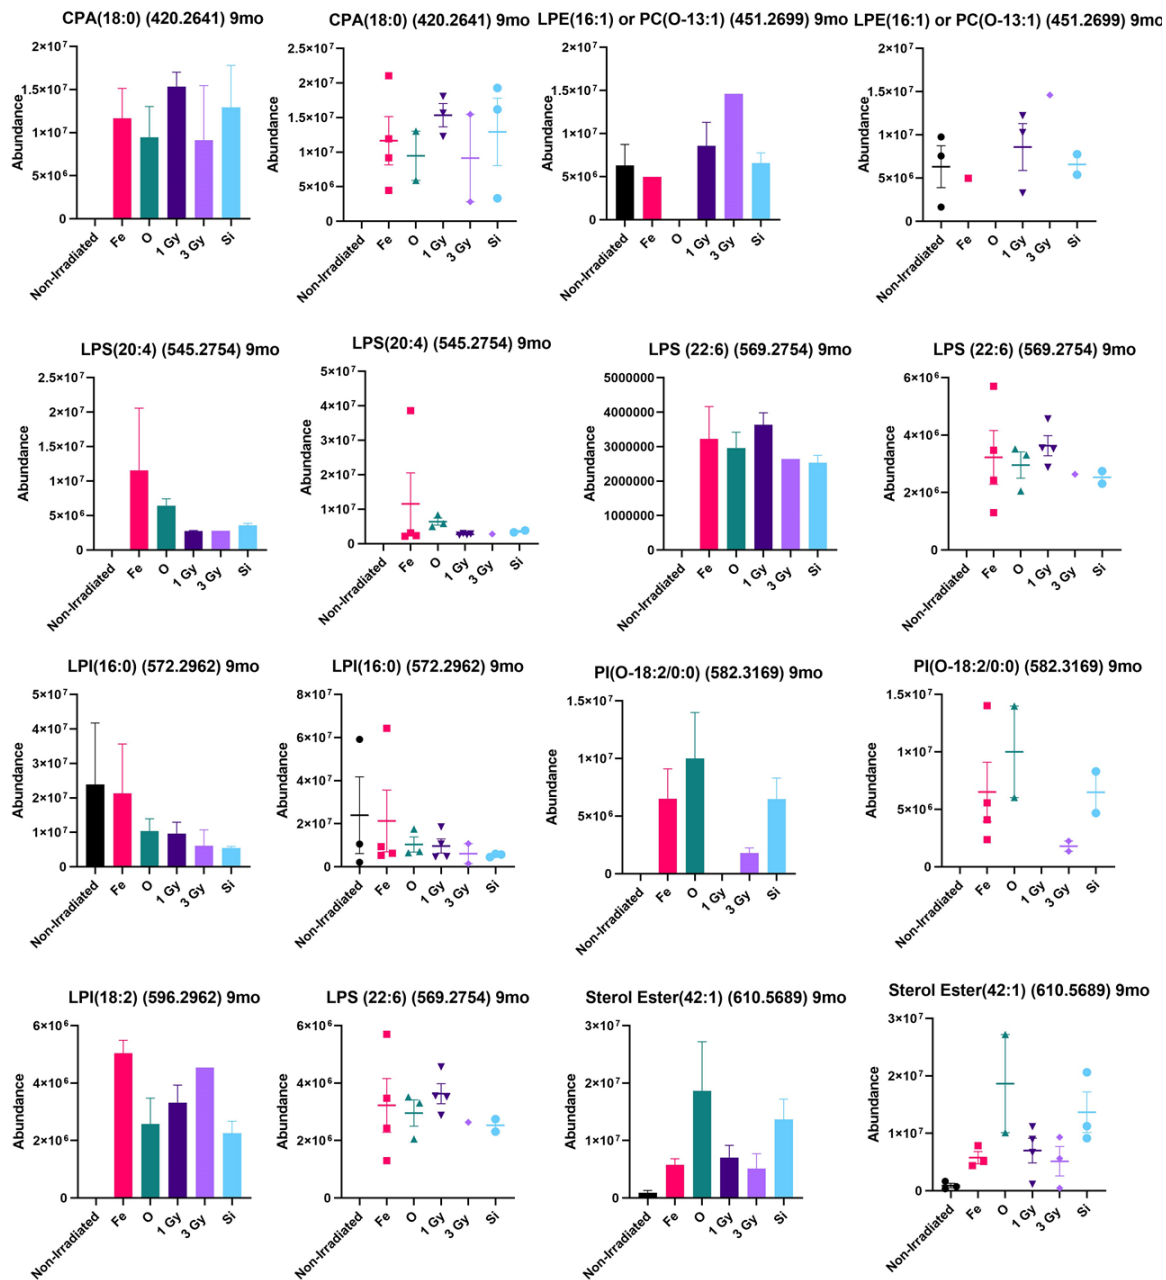 CPA(18:0) (420.2641) 9mo
Abundance
2×10⁷
1.5×10⁷
1×10⁷
5×10⁶
0
Non-Irradiated
Fe
O
1 Gy
3 Gy
Si
CPA(18:0) (420.2641) 9mo
Abundance
2.5×10⁷
2×10⁷
1.5×10⁷
1×10⁷
5×10⁶
0
Non-Irradiated
Fe
O
1 Gy
3 Gy
Si
LPE(16:1) or PC(O-13:1) (451.2699) 9mo
Abundance
2×10⁷
1.5×10⁷
1×10⁷
5×10⁶
0
Non-Irradiated
Fe
O
1 Gy
3 Gy
Si
LPE(16:1) or PC(O-13:1) (451.2699) 9mo
Abundance
2×10⁷
1.5×10⁷
1×10⁷
5×10⁶
0
Non-Irradiated
Fe
O
1 Gy
3 Gy
Si
LPS(20:4) (545.2754) 9mo
Abundance
2.5×10⁷
2×10⁷
1.5×10⁷
1×10⁷
5×10⁶
0
Non-Irradiated
Fe
O
1 Gy
3 Gy
Si
LPS(20:4) (545.2754) 9mo
Abundance
5×10⁷
4×10⁷
3×10⁷
2×10⁷
1×10⁷
0
Non-Irradiated
Fe
O
1 Gy
3 Gy
Si
LPS (22:6) (569.2754) 9mo
Abundance
5000000
4000000
3000000
2000000
1000000
0
Non-Irradiated
Fe
O
1 Gy
3 Gy
Si
LPS (22:6) (569.2754) 9mo
Abundance
6×10⁶
4×10⁶
2×10⁶
0
Non-Irradiated
Fe
O
1 Gy
3 Gy
Si
LPI(16:0) (572.2962) 9mo
Abundance
5×10⁷
4×10⁷
3×10⁷
2×10⁷
1×10⁷
0
Non-Irradiated
Fe
O
1 Gy
3 Gy
Si
LPI(16:0) (572.2962) 9mo
Abundance
8×10⁷
6×10⁷
4×10⁷
2×10⁷
0
Non-Irradiated
Fe
O
1 Gy
3 Gy
Si
PI(O-18:2/0:0) (582.3169) 9mo
Abundance
1.5×10⁷
1×10⁷
5×10⁶
0
Non-Irradiated
Fe
O
1 Gy
3 Gy
Si
PI(O-18:2/0:0) (582.3169) 9mo
Abundance
1.5×10⁷
1×10⁷
5×10⁶
0
Non-Irradiated
Fe
O
1 Gy
3 Gy
Si
LPI(18:2) (596.2962) 9mo
Abundance
6×10⁶
4×10⁶
2×10⁶
0
Non-Irradiated
Fe
O
1 Gy
3 Gy
Si
LPS (22:6) (569.2754) 9mo
Abundance
6×10⁶
4×10⁶
2×10⁶
0
Non-Irradiated
Fe
O
1 Gy
3 Gy
Si
Sterol Ester(42:1) (610.5689) 9mo
Abundance
3×10⁷
2×10⁷
1×10⁷
0
Non-Irradiated
Fe
O
1 Gy
3 Gy
Si
Sterol Ester(42:1) (610.5689) 9mo
Abundance
3×10⁷
2×10⁷
1×10⁷
0
Non-Irradiated
Fe
O
1 Gy
3 Gy
Si